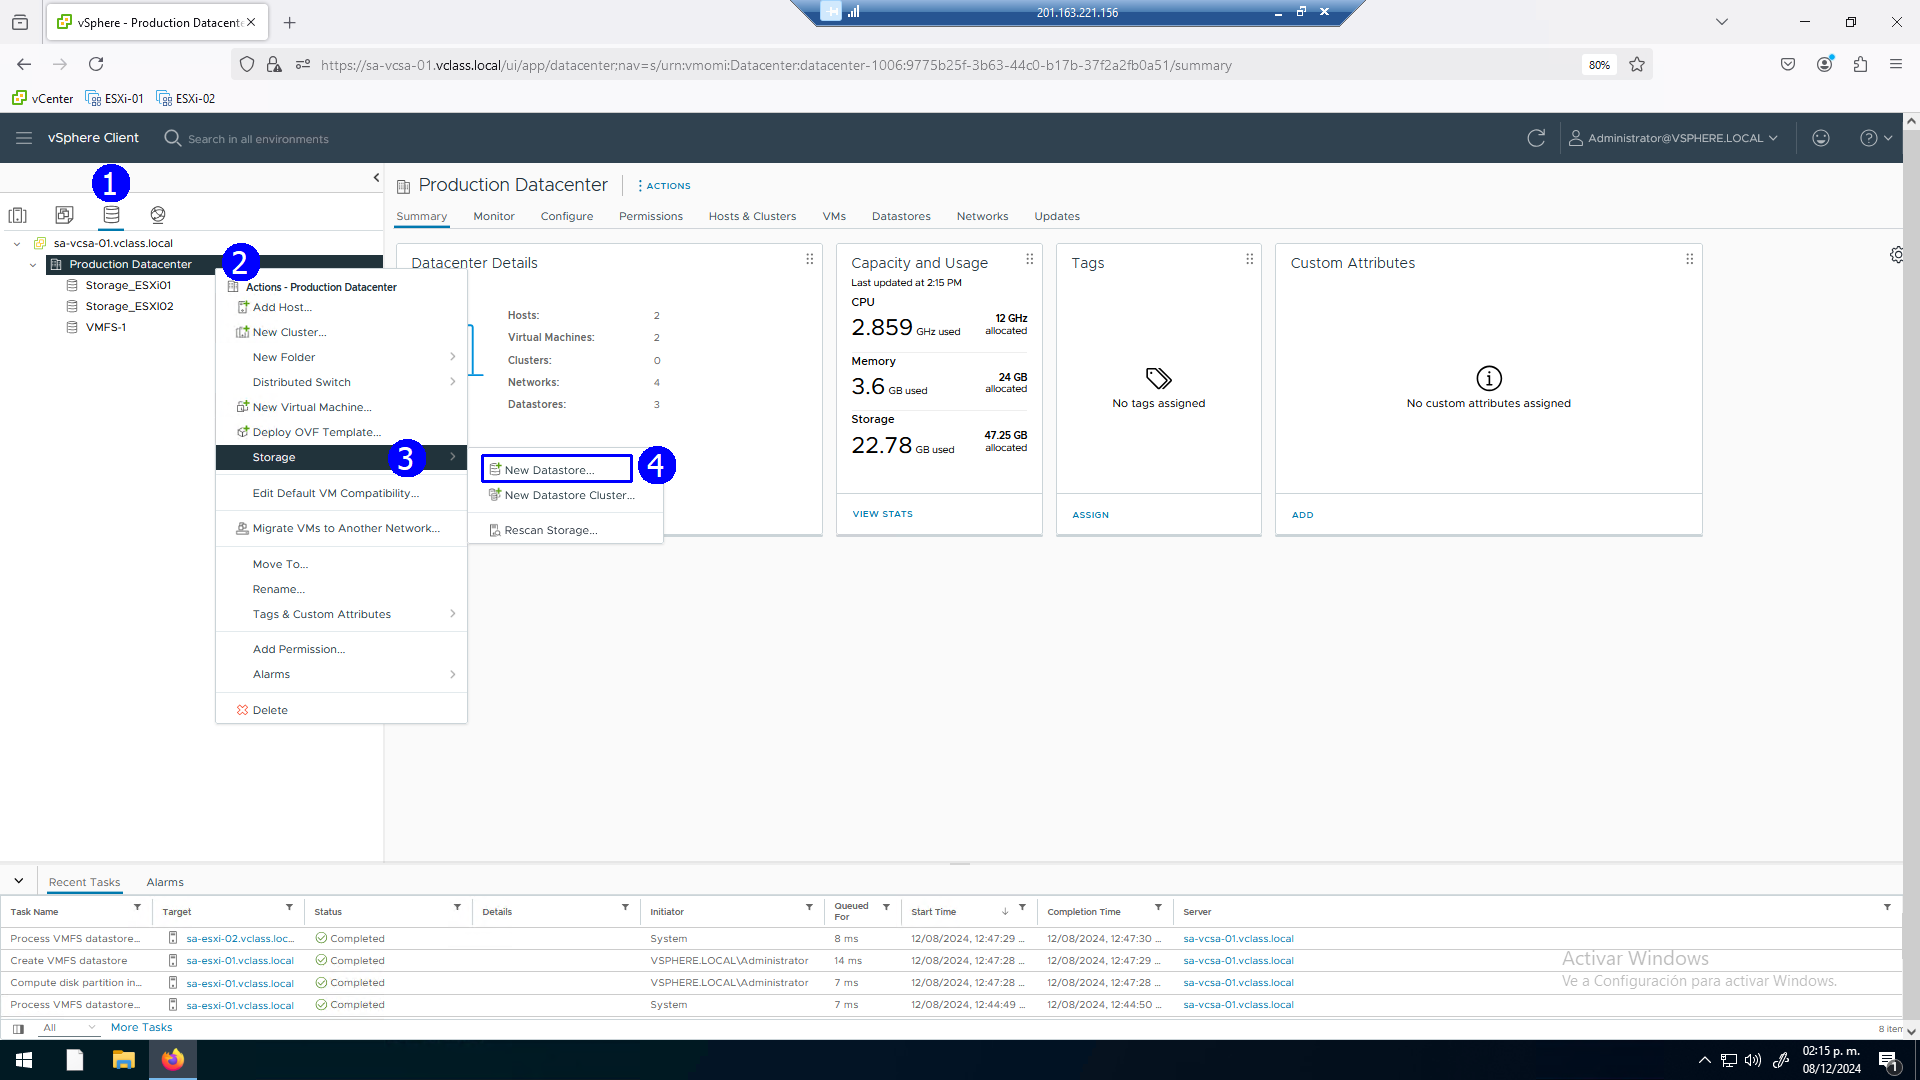 vSphere - Production Datacente
201.163.221.156
https://sa-vcsa-01.vclass.local/ui/app/datacenter;nav=s/urn:vmomi:Datacenter:datacenter-1006:9775b25f-3b63-44c0-b17b-37f2a2fb0a51/summary
80%
vCenter ESXi-01 ESXi-02
vSphere Client
Search in all environments
Administrator@VSPHERE.LOCAL
1
Production Datacenter
ACTIONS
Summary Monitor Configure Permissions Hosts & Clusters VMs Datastores Networks Updates
sa-vcsa-01.vclass.local
Production Datacenter
2
Storage_ESXi01
Storage_ESXI02
VMFS-1
Actions - Production Datacenter
Add Host...
New Cluster...
New Folder
Distributed Switch
New Virtual Machine...
Deploy OVF Template...
Storage
3
Edit Default VM Compatibility...
Migrate VMs to Another Network...
Move To...
Rename...
Tags & Custom Attributes
Add Permission...
Alarms
Delete
New Datastore...
4
New Datastore Cluster...
Rescan Storage...
Datacenter Details
Hosts: 2
Virtual Machines: 2
Clusters: 0
Networks: 4
Datastores: 3
Capacity and Usage
Last updated at 2:15 PM
CPU
2.859 GHz used
12 GHz allocated
Memory
3.6 GB used
24 GB allocated
Storage
22.78 GB used
47.25 GB allocated
VIEW STATS
Tags
No tags assigned
ASSIGN
Custom Attributes
No custom attributes assigned
ADD
Recent Tasks Alarms
Task Name Target Status Details Initiator Queued For Start Time Completion Time Server
Process VMFS datastore... sa-esxi-02.vclass.loc... Completed System 8 ms 12/08/2024, 12:47:29 ... 12/08/2024, 12:47:30 ... sa-vcsa-01.vclass.local
Create VMFS datastore sa-esxi-01.vclass.local Completed VSPHERE.LOCAL\Administrator 14 ms 12/08/2024, 12:47:28 ... 12/08/2024, 12:47:29 ... sa-vcsa-01.vclass.local
Compute disk partition in... sa-esxi-01.vclass.local Completed VSPHERE.LOCAL\Administrator 7 ms 12/08/2024, 12:47:28 ... 12/08/2024, 12:47:28 ... sa-vcsa-01.vclass.local
Process VMFS datastore... sa-esxi-01.vclass.local Completed System 7 ms 12/08/2024, 12:44:49 ... 12/08/2024, 12:44:50 ... sa-vcsa-01.vclass.local
Activar Windows
Ve a Configuración para activar Windows.
All More Tasks
8 item
02:15 p. m.
08/12/2024
1